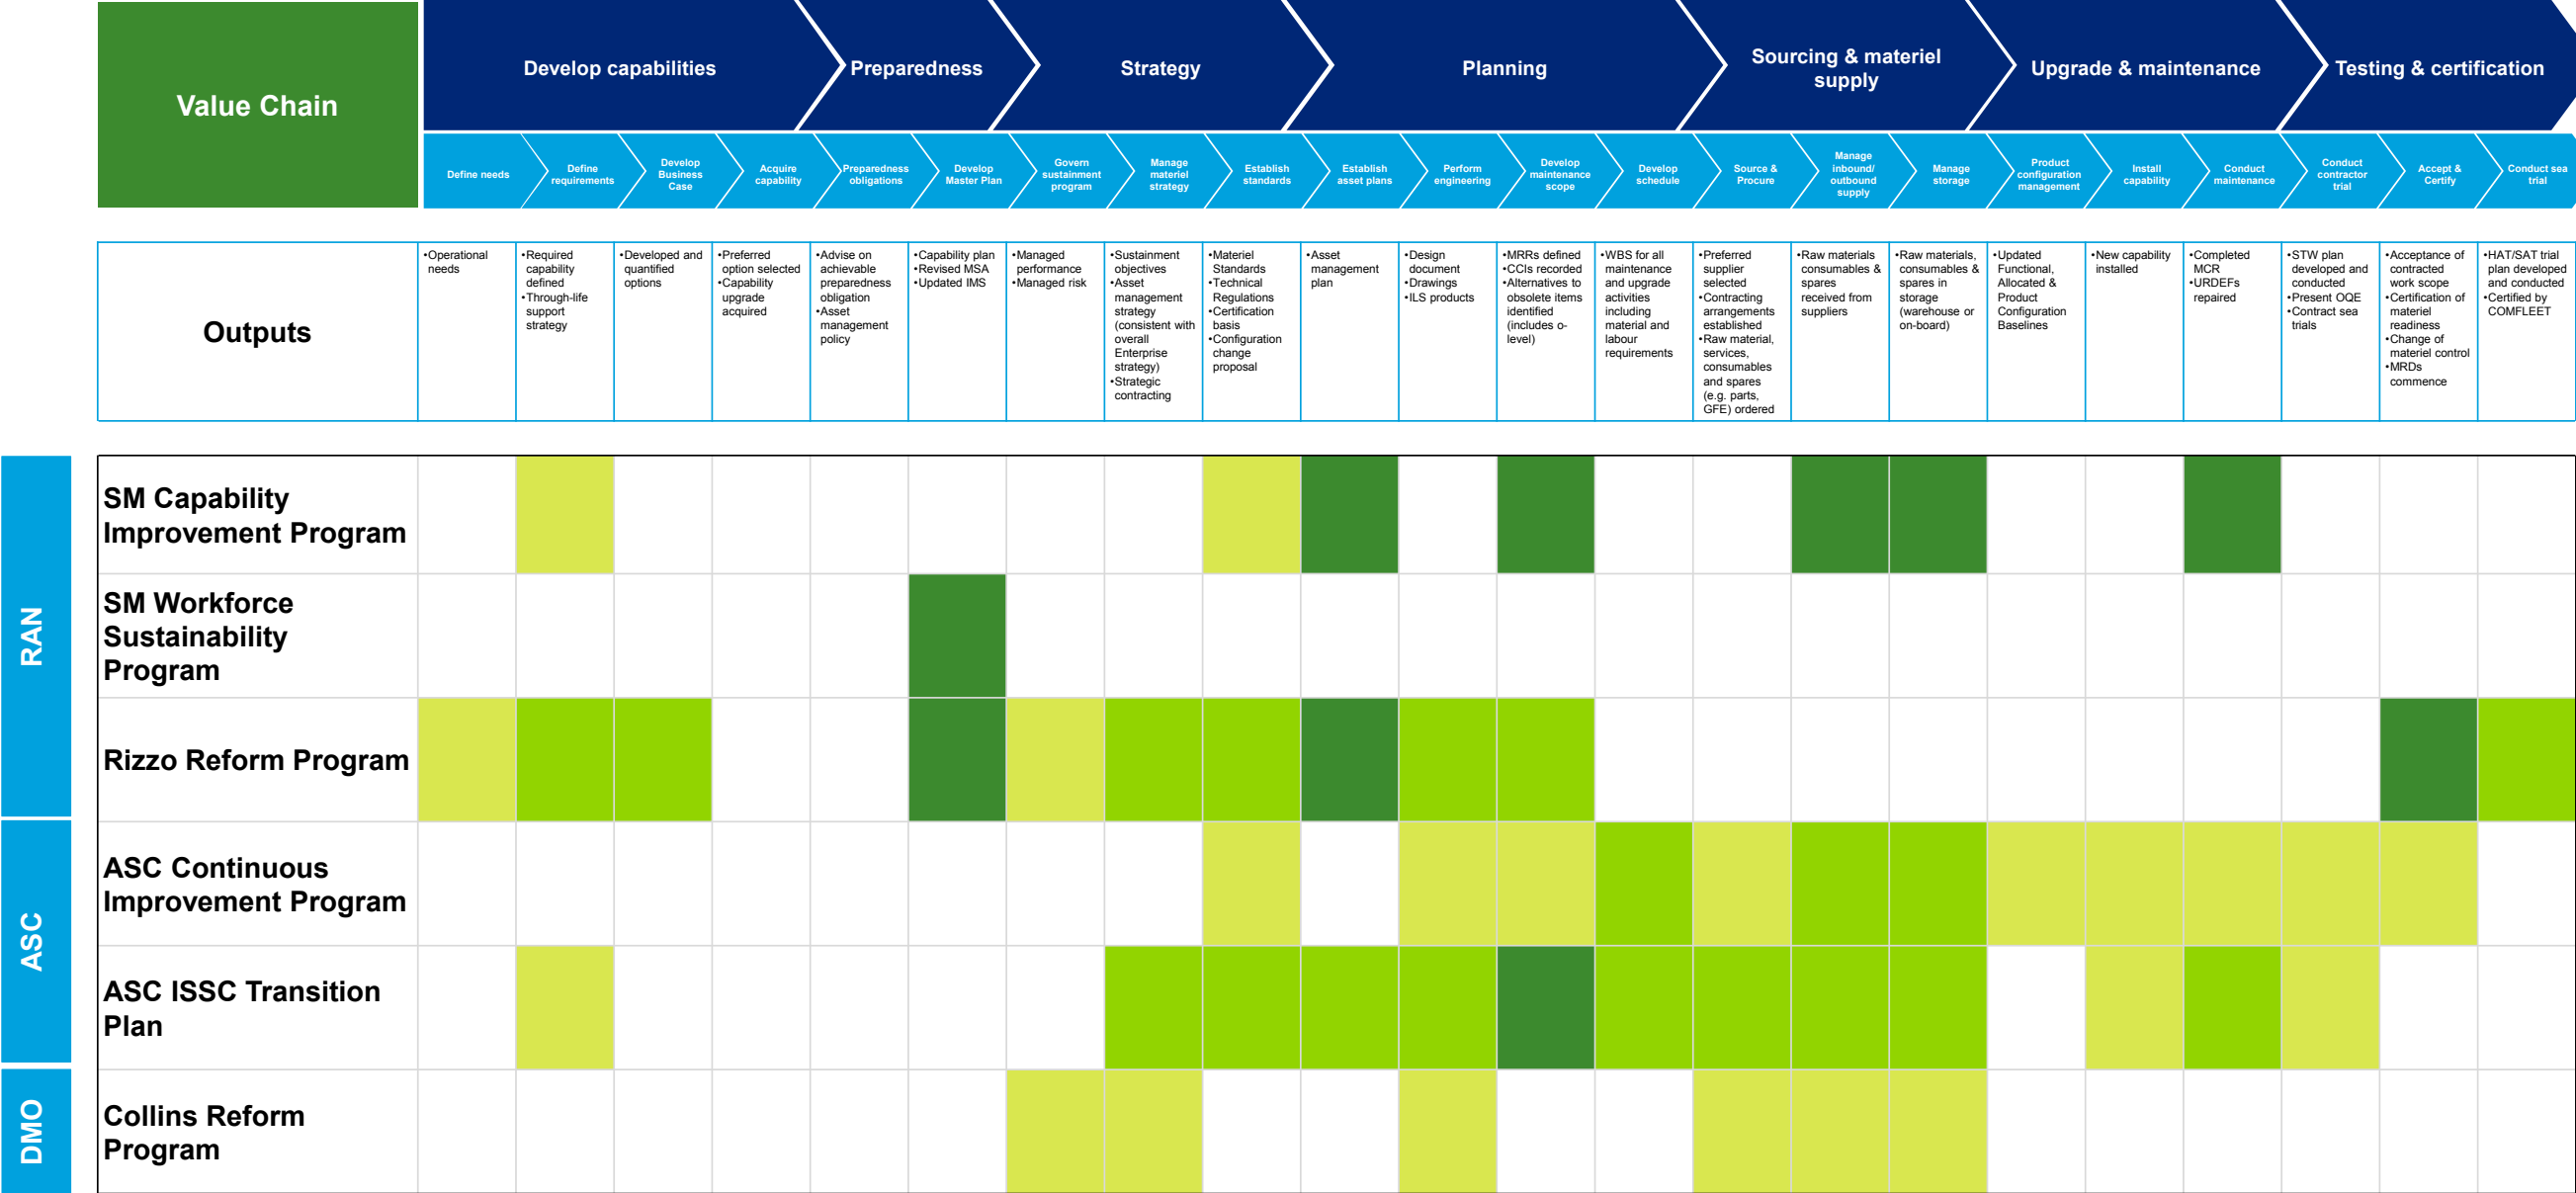 Value Chain
Develop capabilities
Preparedness
Strategy
Planning
Sourcing & materiel
supply
Upgrade & maintenance
Testing & certification
Define needs
Define
requirements
Develop
Business
Case
Acquire
capability
Preparedness
obligations
Develop
Master Plan
Govern
sustainment
program
Manage
materiel
strategy
Establish
standards
Establish
asset plans
Perform
engineering
Develop
maintenance
scope
Develop
schedule
Source &
Procure
Manage
inbound/
outbound
supply
Manage
storage
Product
configuration
management
Install
capability
Conduct
maintenance
Conduct
contractor
trial
Accept &
Certify
Conduct sea
trial
Outputs
•Operational
needs
•Required
capability
defined
•Through-life
support
strategy
•Developed and
quantified
options
•Preferred
option selected
•Capability
upgrade
acquired
•Advise on
achievable
preparedness
obligation
•Asset
management
policy
•Capability plan
•Revised MSA
•Updated IMS
•Managed
performance
•Managed risk
•Sustainment
objectives
•Asset
management
strategy
(consistent with
overall
Enterprise
strategy)
•Strategic
contracting
•Materiel
Standards
•Technical
Regulations
•Certification
basis
•Configuration
change
proposal
•Asset
management
plan
•Design
document
•Drawings
•ILS products
•MRRs defined
•CCIs recorded
•Alternatives to
obsolete items
identified
(includes o-
level)
•WBS for all
maintenance
and upgrade
activities
including
material and
labour
requirements
•Preferred
supplier
selected
•Contracting
arrangements
established
•Raw material,
services,
consumables
and spares
(e.g. parts,
GFE) ordered
•Raw materials
consumables &
spares
received from
suppliers
•Raw materials,
consumables &
spares in
storage
(warehouse or
on-board)
•Updated
Functional,
Allocated &
Product
Configuration
Baselines
•New capability
installed
•Completed
MCR
•URDEFs
repaired
•STW plan
developed and
conducted
•Present OQE
•Contract sea
trials
•Acceptance of
contracted
work scope
•Certification of
materiel
readiness
•Change of
materiel control
•MRDs
commence
•HAT/SAT trial
plan developed
and conducted
•Certified by
COMFLEET
RAN
SM Capability
Improvement Program
SM Workforce
Sustainability
Program
Rizzo Reform Program
ASC
ASC Continuous
Improvement Program
ASC ISSC Transition
Plan
DMO
Collins Reform
Program